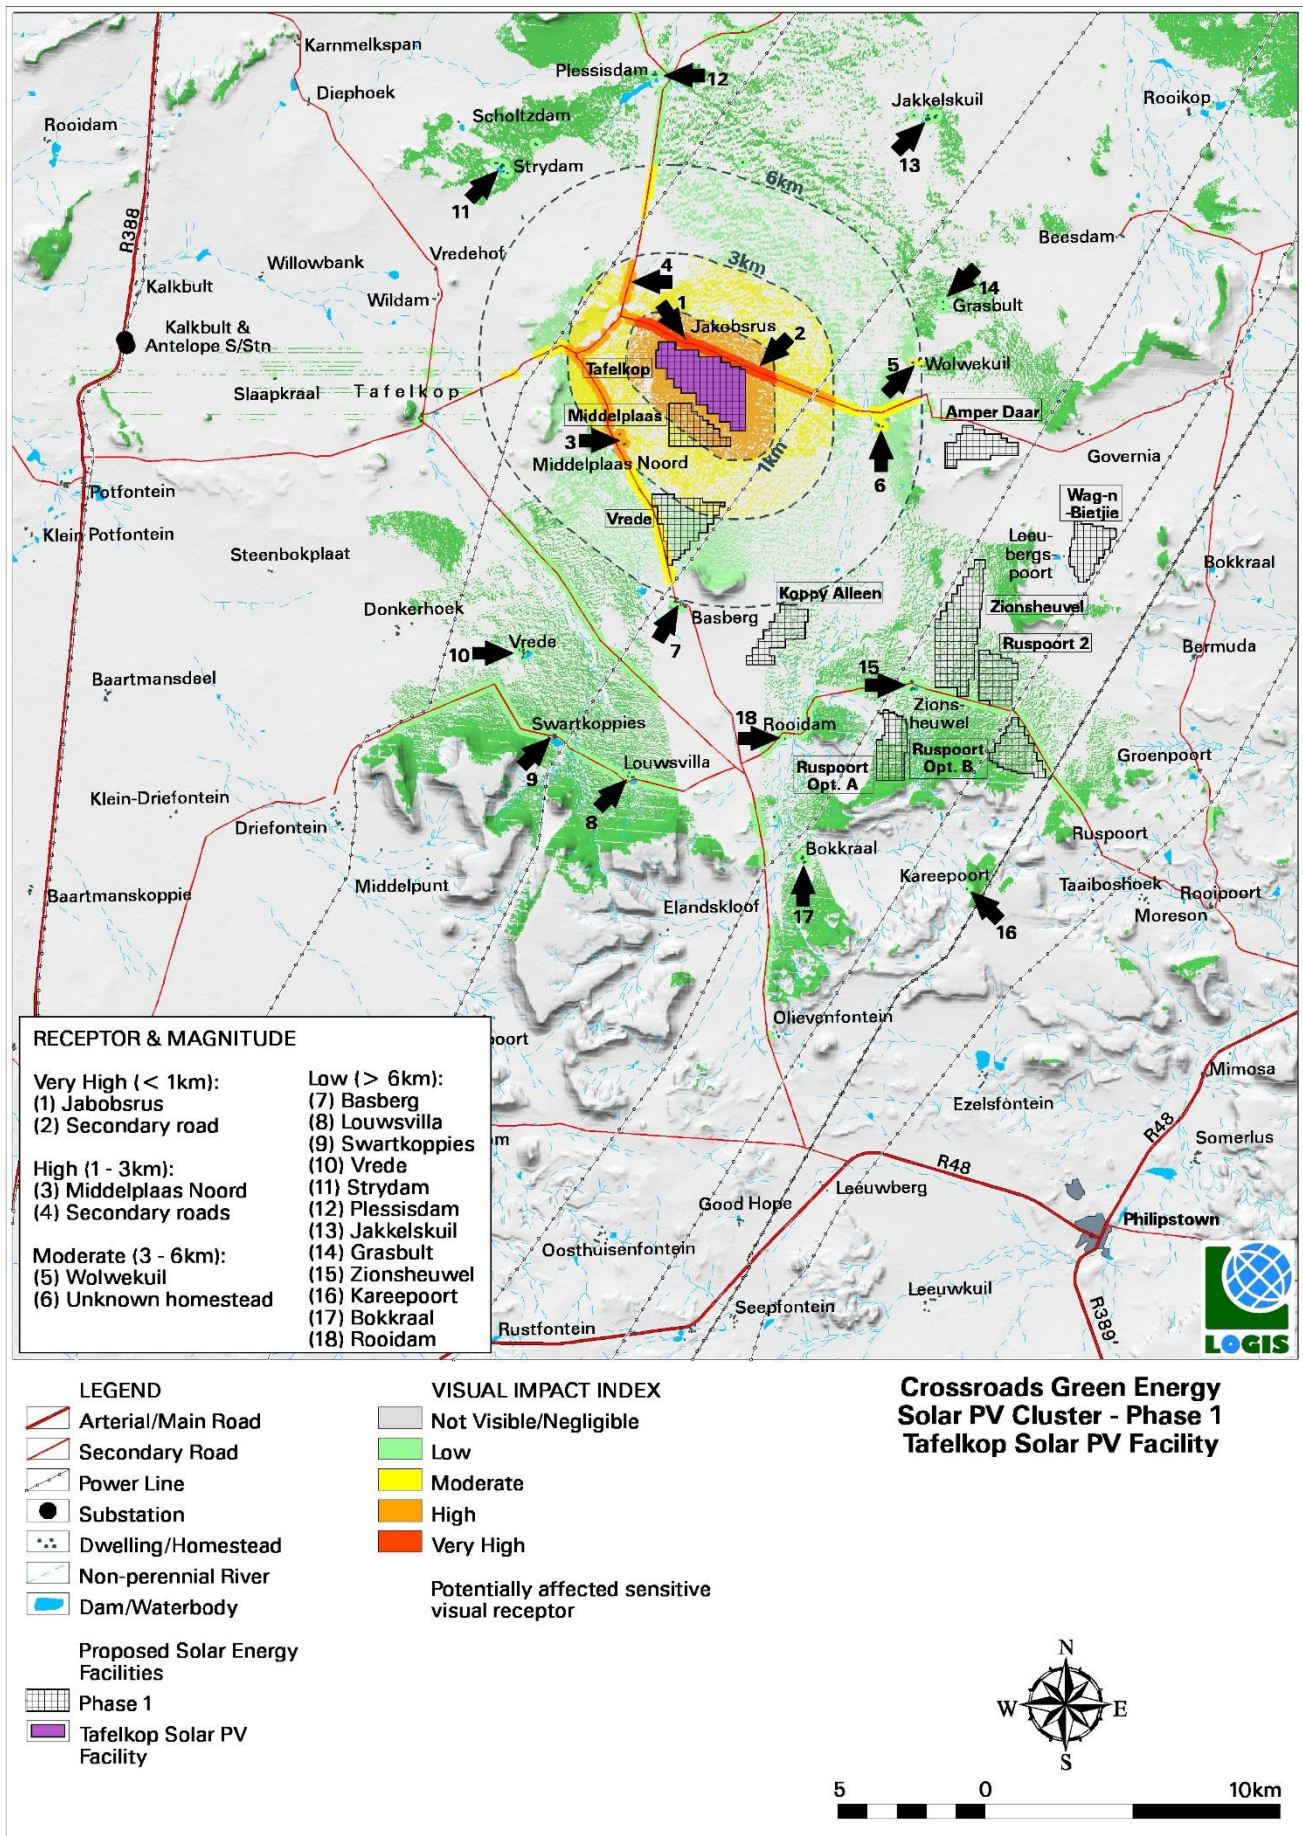 Karnmelkspan
Plessisdam
12
Diephoek
Jakkelskuil
Rooikop
Scholtzdam
Rooidam
Strydam
13
6km
11
R388
Vredehof
Beesdam
Willowbank
3km
4
14
Kalkbult
Wildam
1
Grasbult
Jakobsrus
2
Kalkbult &
Antelope S/Stn
Tafelkop
5
Wolwekuil
Slaapkraal
Tafelkop
Middelplaas
Amper Daar
3
Middelplaas Noord
1km
6
Governia
Potfontein
Wag-n
-Bietjie
Vrede
Klein Potfontein
Leeu-
bergs-
poort
Steenbokplaat
Bokkraal
Koppy Alleen
Zionsheuvel
Donkerhoek
Basberg
Ruspoort 2
10
Vrede
7
Bermuda
15
Baartmansdeel
Zions-
heuwel
Swartkoppies
18
Rooidam
Ruspoort
Opt. B
Groenpoort
Louwsvilla
Ruspoort
Opt. A
9
Klein-Driefontein
8
Driefontein
Ruspoort
Bokkraal
Kareepoort
Middelpunt
Taaiboshoek
Rooipoort
Baartmanskoppie
Elandskloof
17
Moreson
16
Olievenfontein
RECEPTOR & MAGNITUDE
poort
Very High (< 1km):
(1) Jabobsrus
(2) Secondary road
High (1 - 3km):
(3) Middelplaas Noord
(4) Secondary roads
Moderate (3 - 6km):
(5) Wolwekuil
(6) Unknown homestead
Low (> 6km):
(7) Basberg
(8) Louwsvilla
(9) Swartkoppies
(10) Vrede
(11) Strydam
(12) Plessisdam
(13) Jakkelskuil
(14) Grasbult
(15) Zionsheuwel
(16) Kareepoort
(17) Bokkraal
(18) Rooidam
Mimosa
Ezelsfontein
om
R48
Somerlus
R48
Leeuwberg
Good Hope
Philipstown
Oosthuisenfontein
Leeuwkuil
Seepfontein
R389'
Rustfontein
LOGIS
LEGEND
Arterial/Main Road
Secondary Road
Power Line
Substation
Dwelling/Homestead
Non-perennial River
Dam/Waterbody
Proposed Solar Energy
Facilities
Phase 1
Tafelkop Solar PV
Facility
VISUAL IMPACT INDEX
Not Visible/Negligible
Low
Moderate
High
Very High
Potentially affected sensitive
visual receptor
Crossroads Green Energy
Solar PV Cluster - Phase 1
Tafelkop Solar PV Facility
N
W
E
S
5
0
10km